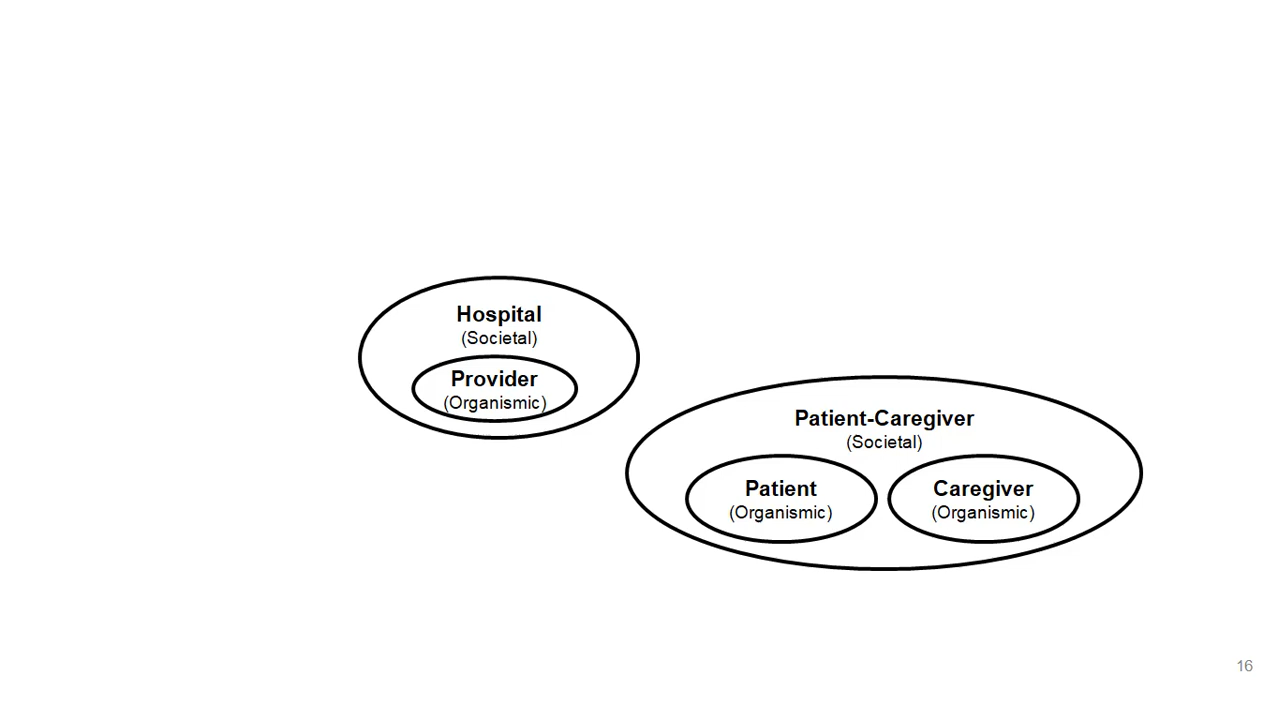 Hospital
(Societal)
Provider
(Organismic)
Patient-Caregiver
(Societal)
Patient
(Organismic)
Caregiver
(Organismic)
16